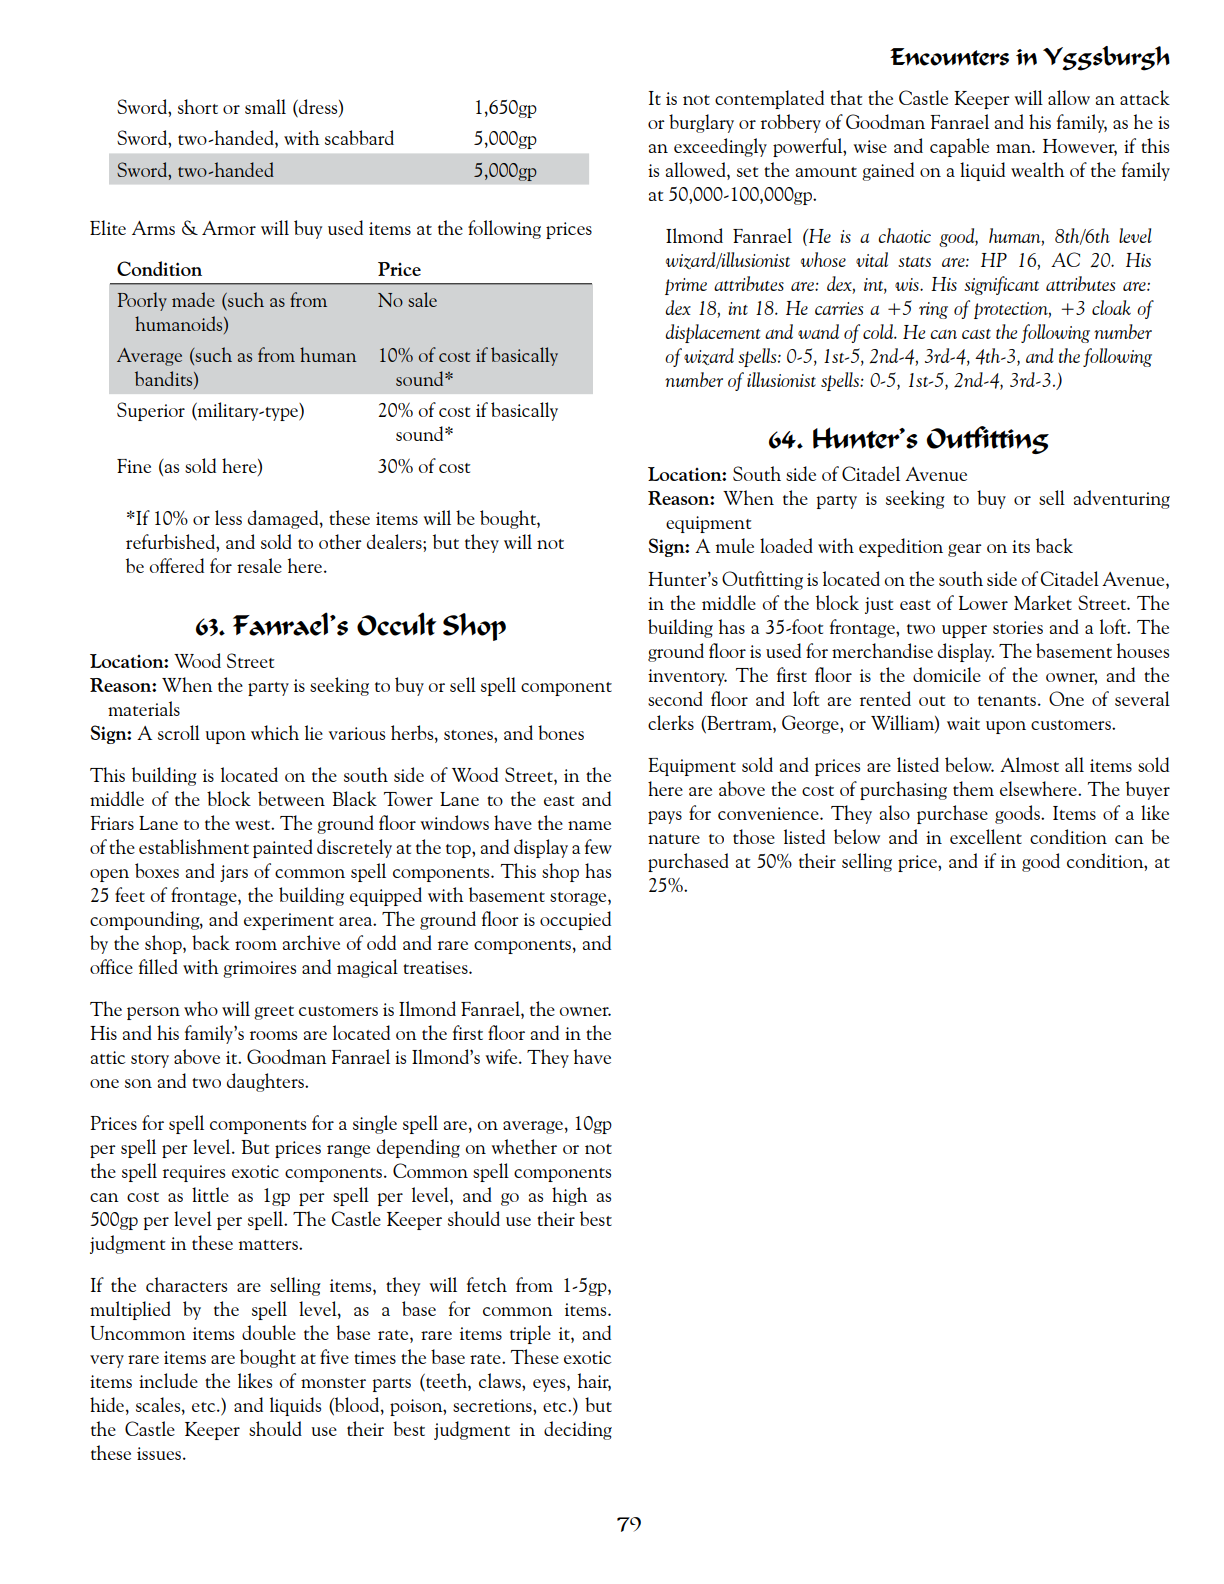 Encounters in Yggsburgh
Sword, short or small (dress) 1,650gp
Sword, two-handed, with scabbard 5,000gp
Sword, two-handed 5,000gp
Elite Arms & Armor will buy used items at the following prices
Condition Price
Poorly made (such as from No sale
humanoids)
Average (such as from human 10% of cost if basically
bandits) sound*
Superior (military-type) 20% of cost if basically
sound*
Fine (as sold here) 30% of cost
*If 10% or less damaged, these items will be bought,
refurbished, and sold to other dealers; but they will not
be offered for resale here.
63. Fanrael's Occult Shop
Location: Wood Street
Reason: When the party is seeking to buy or sell spell component
materials
Sign: A scroll upon which lie various herbs, stones, and bones
This building is located on the south side of Wood Street, in the
middle of the block between Black Tower Lane to the east and
Friars Lane to the west. The ground floor windows have the name
of the establishment painted discretely at the top, and display a few
open boxes and jars of common spell components. This shop has
25 feet of frontage, the building equipped with basement storage,
compounding, and experiment area. The ground floor is occupied
by the shop, back room archive of odd and rare components, and
office filled with grimoires and magical treatises.
The person who will greet customers is Ilmond Fanrael, the owner.
His and his family's rooms are located on the first floor and in the
attic story above it. Goodman Fanrael is Ilmond's wife. They have
one son and two daughters.
Prices for spell components for a single spell are, on average, 10gp
per spell per level. But prices range depending on whether or not
the spell requires exotic components. Common spell components
can cost as little as 1gp per spell per level, and go as high as
500gp per level per spell. The Castle Keeper should use their best
judgment in these matters.
If the characters are selling items, they will fetch from 1-5gp,
multiplied by the spell level, as a base for common items.
Uncommon items double the base rate, rare items triple it, and
very rare items are bought at five times the base rate. These exotic
items include the likes of monster parts (teeth, claws, eyes, hair,
hide, scales, etc.) and liquids (blood, poison, secretions, etc.) but
the Castle Keeper should use their best judgment in deciding
these issues.
It is not contemplated that the Castle Keeper will allow an attack
or burglary or robbery of Goodman Fanrael and his family, as he is
an exceedingly powerful, wise and capable man. However, if this
is allowed, set the amount gained on a liquid wealth of the family
at 50,000-100,000gp.
Ilmond Fanrael (He is a chaotic good, human, 8th/6th level
wizard/illusionist whose vital stats are: HP 16, AC 20. His
prime attributes are: dex, int, wis. His significant attributes are:
dex 18, int 18. He carries a +5 ring of protection, +3 cloak of
displacement and wand of cold. He can cast the following number
of wizard spells: 0-5, 1st-5, 2nd-4, 3rd-4, 4th-3, and the following
number of illusionist spells: 0-5, 1st-5, 2nd-4, 3rd-3.)
64. Hunter's Outfitting
Location: South side of Citadel Avenue
Reason: When the party is seeking to buy or sell adventuring
equipment
Sign: A mule loaded with expedition gear on its back
Hunter's Outfitting is located on the south side of Citadel Avenue,
in the middle of the block just east of Lower Market Street. The
building has a 35-foot frontage, two upper stories and a loft. The
ground floor is used for merchandise display. The basement houses
inventory. The first floor is the domicile of the owner, and the
second floor and loft are rented out to tenants. One of several
clerks (Bertram, George, or William) wait upon customers.
Equipment sold and prices are listed below. Almost all items sold
here are above the cost of purchasing them elsewhere. The buyer
pays for convenience. They also purchase goods. Items of a like
nature to those listed below and in excellent condition can be
purchased at 50% their selling price, and if in good condition, at
25%.
79